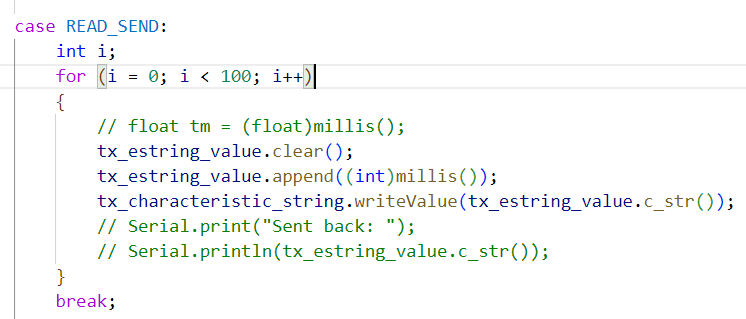 case READ_SEND:
    int i;
    for (i = 0; i < 100; i++)
    {
        // float tm = (float)millis();
        tx_estring_value.clear();
        tx_estring_value.append((int)millis());
        tx_characteristic_string.writeValue(tx_estring_value.c_str());
        // Serial.print("Sent back: ");
        // Serial.println(tx_estring_value.c_str());
    }
    break;